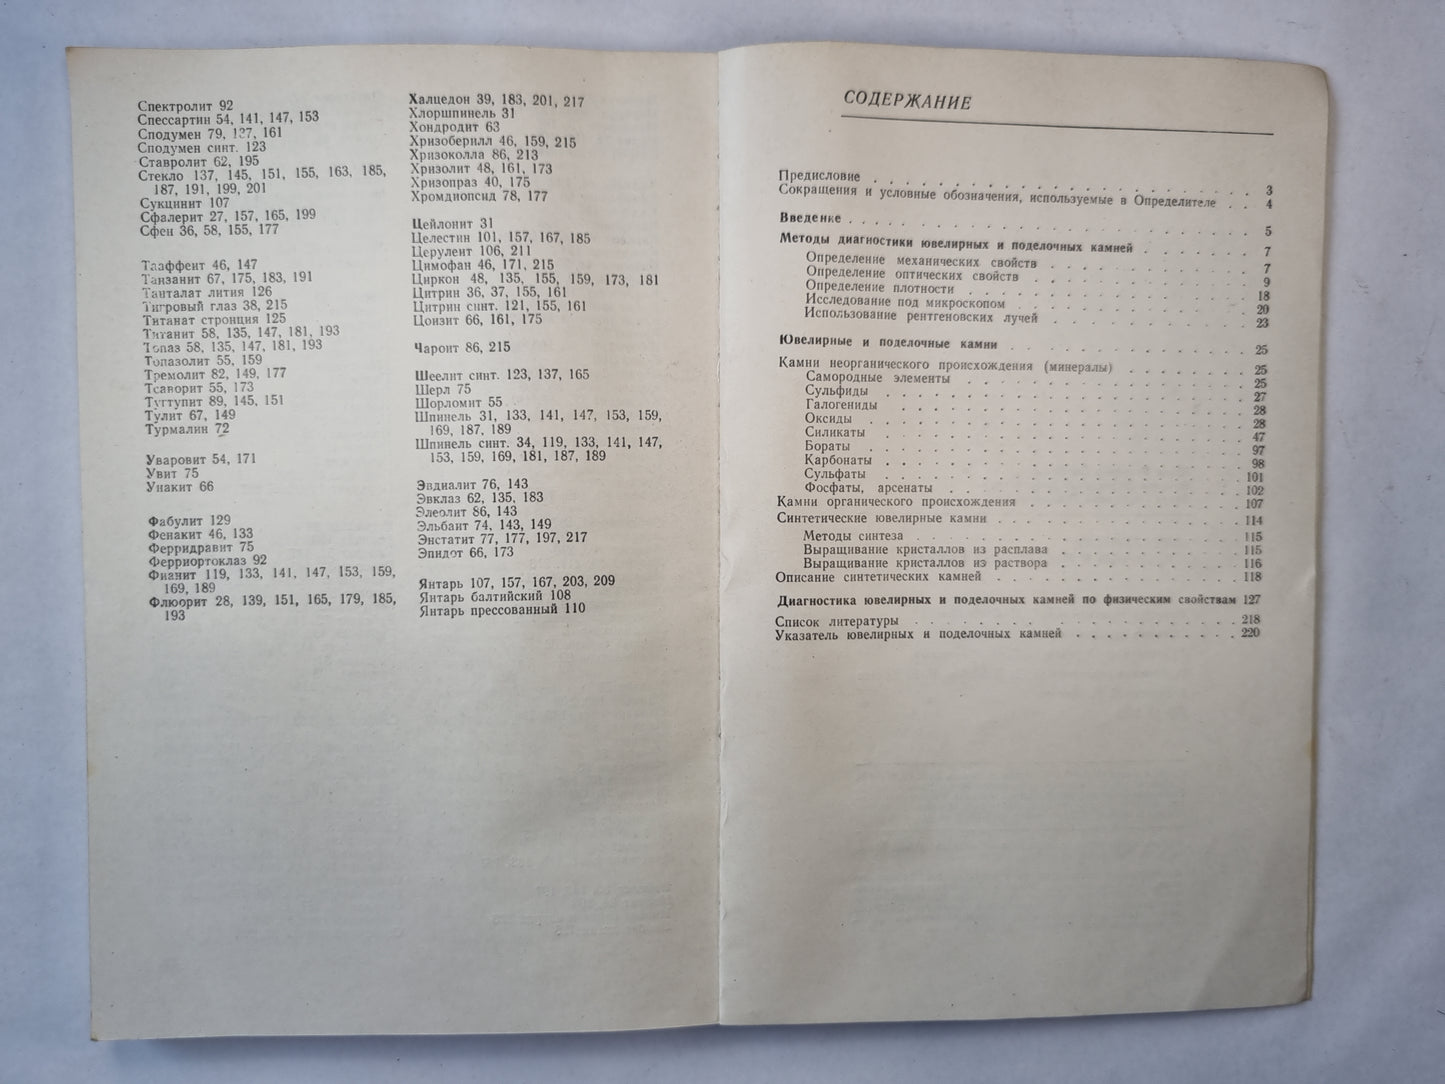 Спектролит 92
Спессартин 54, 141, 147, 153
Сподумен 79, 137, 161
Сподумен синт. 123
Ставролит 62, 195
Стекло 137, 145, 151, 155, 163, 185,
187, 191, 199, 201
Сукцинит 107
Сфалерит 27, 157, 165, 199
Сфен 36, 58, 155, 177
Тааффеит 46, 147
Танзанит 67, 175, 183, 191
Танталат лития 126
Тигровый глаз 38, 215
Титанат стронция 125
Титанит 58, 135, 147, 181, 193
Топаз 58, 135, 147, 181, 193
Топазолит 55, 159
Тремолит 82, 149, 177
Тсаворит 55, 173
Туттупит 89, 145, 151
Тулит 67, 149
Турмалин 72
Уваровит 54, 171
Увит 75
Унакит 66
Фабулит 129
Фенакит 46, 133
Ферридравит 75
Ферриортоклаз 92
Фианит 119, 133, 141, 147, 153, 159,
169, 189
Флюорит 28, 139, 151, 165, 179, 185,
193
Халцедон 39, 183, 201, 217
Хлоршпинель 31
Хондродит 63
Хризоберилл 46, 159, 215
Хризоколла 86, 213
Хризолит 48, 161, 173
Хризопраз 40, 175
Хромдиопсид 78, 177
Цейлонит 31
Целестин 101, 157, 167, 185
Церулент 106, 211
Цимофан 46, 171, 215
Циркон 48, 135, 155, 159, 173, 181
Цитрин 36, 37, 155, 161
Цитрин синт. 121, 155, 161
Цоизит 66, 161, 175
Чароит 86, 215
Шеелит синт. 123, 137, 165
Шерл 75
Шорломит 55
Шпинель 31, 133, 141, 147, 153, 159,
169, 187, 189
Шпинель синт. 34, 119, 133, 141, 147,
153, 159, 169, 181, 187, 189
Эвдиалит 76, 143
Эвклаз 62, 135, 183
Элеолит 86, 143
Эльбаит 74, 143, 149
Энстатит 77, 177, 197, 217
Эпидот 66, 173
Янтарь 107, 157, 167, 203, 209
Янтарь балтийский 108
Янтарь прессованный 110
СОДЕРЖАНИЕ
Предисловие . . . . . . . . . . 3
Сокращения и условные обозначения, используемые в Определителе . . 4
Введение . . . . . . . . . . 5
Методы диагностики ювелирных и поделочных камней . . . . . 7
Определение механических свойств . . . . . . . . 7
Определение оптических свойств . . . . . . . . 9
Определение плотности . . . . . . . . . . 18
Исследование под микроскопом . . . . . . . . 20
Использование рентгеновских лучей . . . . . . . 23
Ювелирные и поделочные камни . . . . . . . . 25
Камни неорганического происхождения (минералы) . . . . . 25
Самородные элементы . . . . . . . . . . 25
Сульфиды . . . . . . . . . . 27
Галогениды . . . . . . . . . . 28
Оксиды . . . . . . . . . . 28
Силикаты . . . . . . . . . . 47
Бораты . . . . . . . . . . 97
Карбонаты . . . . . . . . . . 98
Сульфаты . . . . . . . . . . 101
Фосфаты, арсенаты . . . . . . . . . . 102
Камни органического происхождения . . . . . . . . 107
Синтетические ювелирные камни . . . . . . . . . 114
Методы синтеза . . . . . . . . . . 115
Выращивание кристаллов из расплава . . . . . . . 115
Выращивание кристаллов из раствора . . . . . . . 116
Описание синтетических камней . . . . . . . . . 118
Диагностика ювелирных и поделочных камней по физическим свойствам 127
Список литературы . . . . . . . . . . 218
Указатель ювелирных и поделочных камней . . . . . . . 220